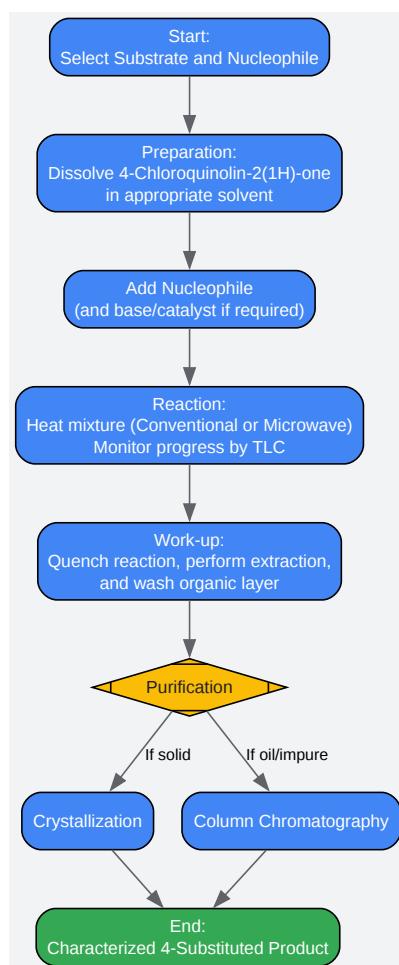 Start:
Select Substrate and Nucleophile
Preparation:
Dissolve 4-Chloroquinolin-2(1H)-one
in appropriate solvent
Add Nucleophile
(and base/catalyst if required)
Reaction:
Heat mixture (Conventional or Microwave)
Monitor progress by TLC
Work-up:
Quench reaction, perform extraction,
and wash organic layer
Purification
If solid
If oil/impure
Crystallization
Column Chromatography
End:
Characterized 4-Substituted Product